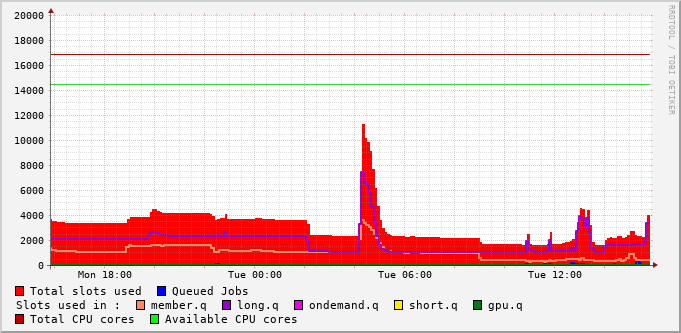 20000
18000
16000
14000
12000
10000
8000
6000
4000
2000
0
Mon 18:00 Tue 00:00 Tue 06:00 Tue 12:00
Total slots used Queued Jobs
Slots used in : member.q long.q ondemand.q short.q gpu.q
Total CPU cores Available CPU cores
RRDTOOL / TOBI OETIKER